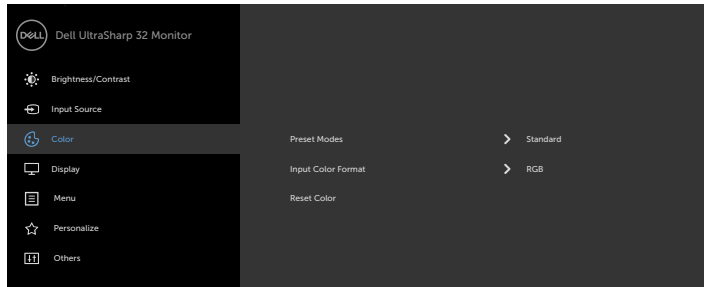 DELL Dell UltraSharp 32 Monitor
Brightness/Contrast
Input Source
Color
Preset Modes Standard
Display
Input Color Format RGB
Menu
Reset Color
Personalize
Others